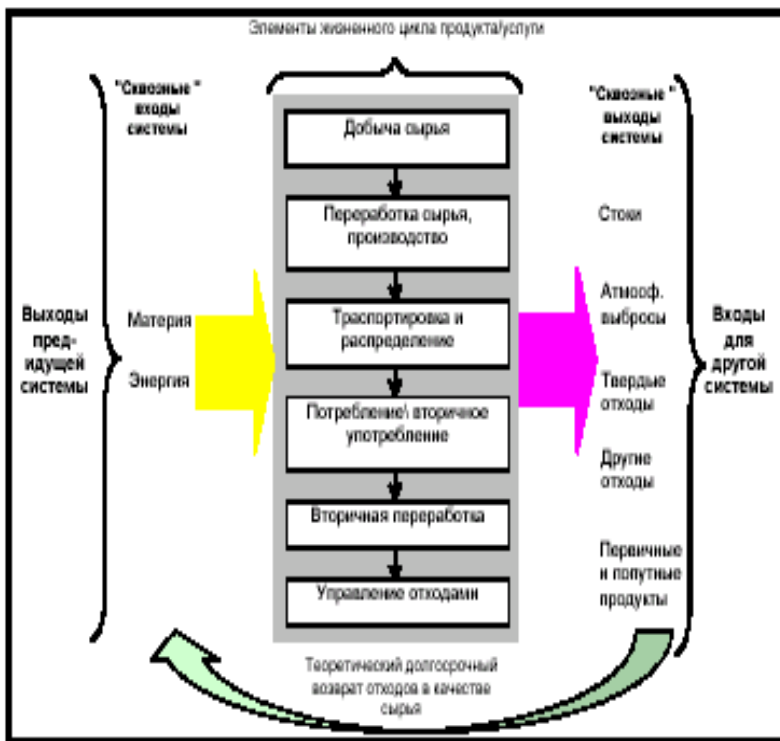 Элементы жизненного цикла продукта/услуги
"Сквозные "
входы
системы
Выходы
пред-
идущей
системы
Материя
Энергия
Добыча сырья
Переработка сырья,
производство
Траспортировка и
распределение
Потребление\ вторичное
употребление
Вторичная переработка
Управление отходами
"Сквозные "
выходы
системы
Стоки
Атмооф.
выбросы
Твердые
отходы
Другие
отходы
Первичные
и попутные
продукты
Входы
для
другой
системы
Теоретический долгосрочный
возврат отходов в качестве
сырья